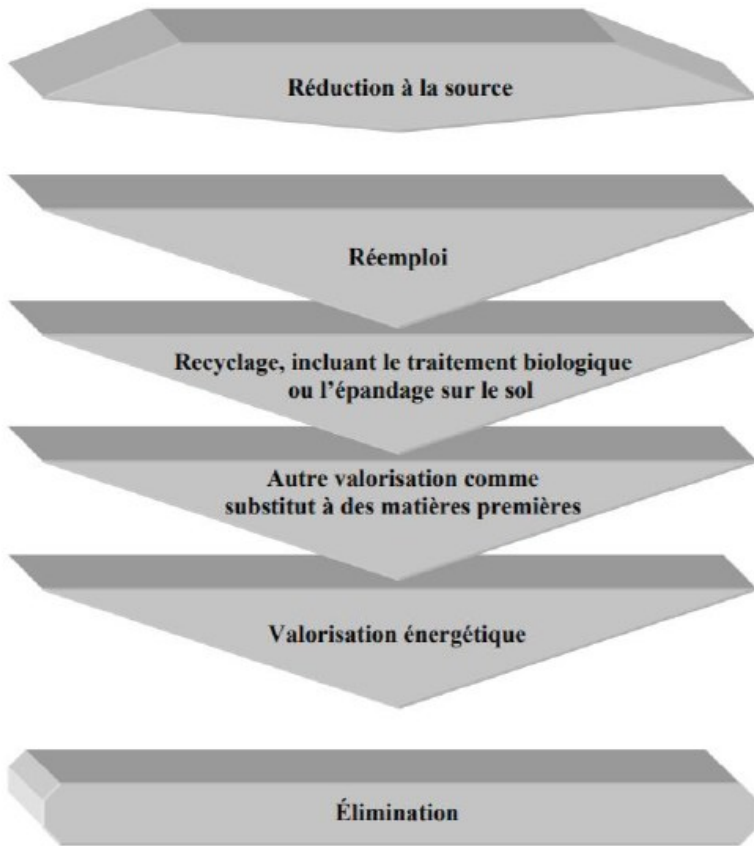 Réduction à la source
Réemploi
Recyclage, incluant le traitement biologique
ou l’épandage sur le sol
Autre valorisation comme
substitut à des matières premières
Valorisation énergétique
Élimination